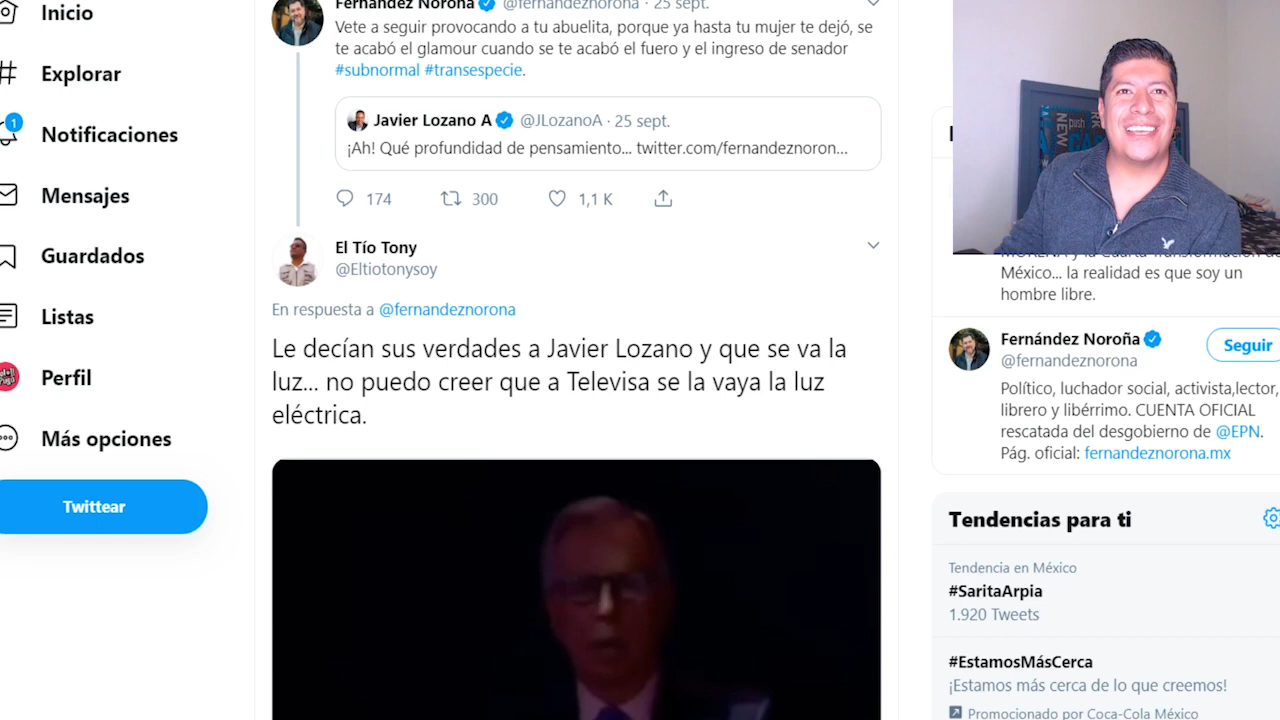 Inicio
Explorar
1
Notificaciones
Mensajes
Guardados
Listas
Perfil
Más opciones
Twittear
Fernández Noroña @fernandeznorona · 25 sept.
Vete a seguir provocando a tu abuelita, porque ya hasta tu mujer te dejó, se
te acabó el glamour cuando se te acabó el fuero y el ingreso de senador
#subnormal #transespecie.
Javier Lozano A @JLozanoA · 25 sept.
¡Ah! Qué profundidad de pensamiento... twitter.com/fernandeznoron...
174 300 1,1 K
El Tío Tony
@Eltiotonysoy
En respuesta a @fernandeznorona
Le decían sus verdades a Javier Lozano y que se va la
luz... no puedo creer que a Televisa se la vaya la luz
eléctrica.
push
NEW
MORENA y la Cuarta Transformación de
México... la realidad es que soy un
hombre libre.
Fernández Noroña
@fernandeznorona
Seguir
Político, luchador social, activista,lector,
librero y libérrimo. CUENTA OFICIAL
rescatada del desgobierno de @EPN.
Pág. oficial: fernandeznorona.mx
Tendencias para ti
Tendencia en México
#SaritaArpia
1.920 Tweets
#EstamosMásCerca
¡Estamos más cerca de lo que creemos!
Promocionado por Coca-Cola México